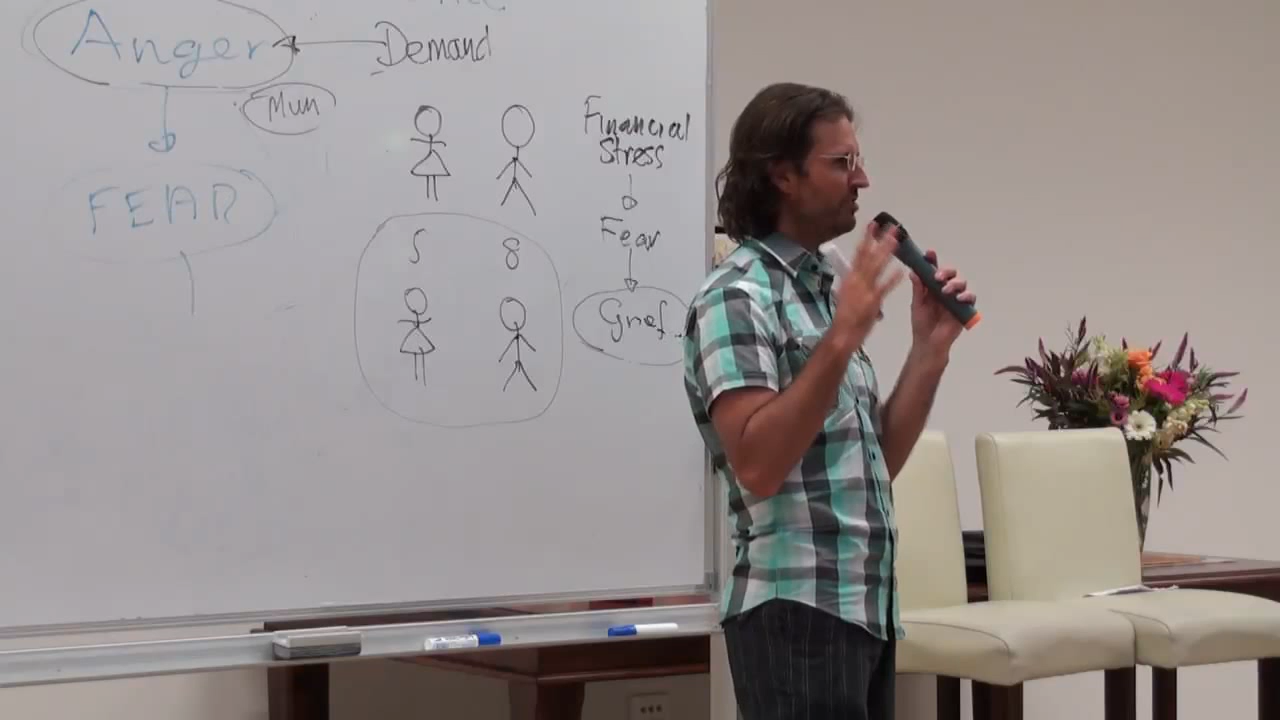 Anger
Demand
Mum
Financial
Stress
FEAR
Fear
5 8
Grief